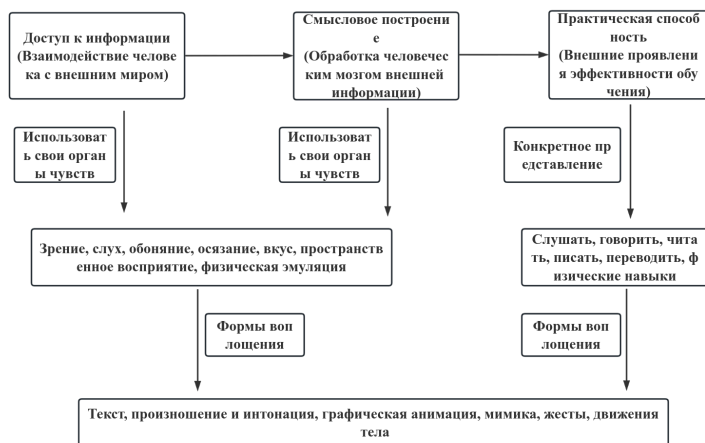 Доступ к информации
(Взаимодействие челове
ка с внешним миром)
Смысловое построени
е
(Обработка человечес
ким мозгом внешней
информации)
Практическая способ
ность
(Внешние проявлени
я эффективности обу
чения)
Использоват
ь свои орган
ы чувств
Использоват
ь свои орган
ы чувств
Конкретное пр
едставление
Зрение, слух, обоняние, осязание, вкус, пространств
енное восприятие, физическая эмуляция
Слушать, говорить, чита
ть, писать, переводить, ф
изические навыки
Формы воп
лощения
Формы воп
лощения
Текст, произношение и интонация, графическая анимация, мимика, жесты, движения
тела